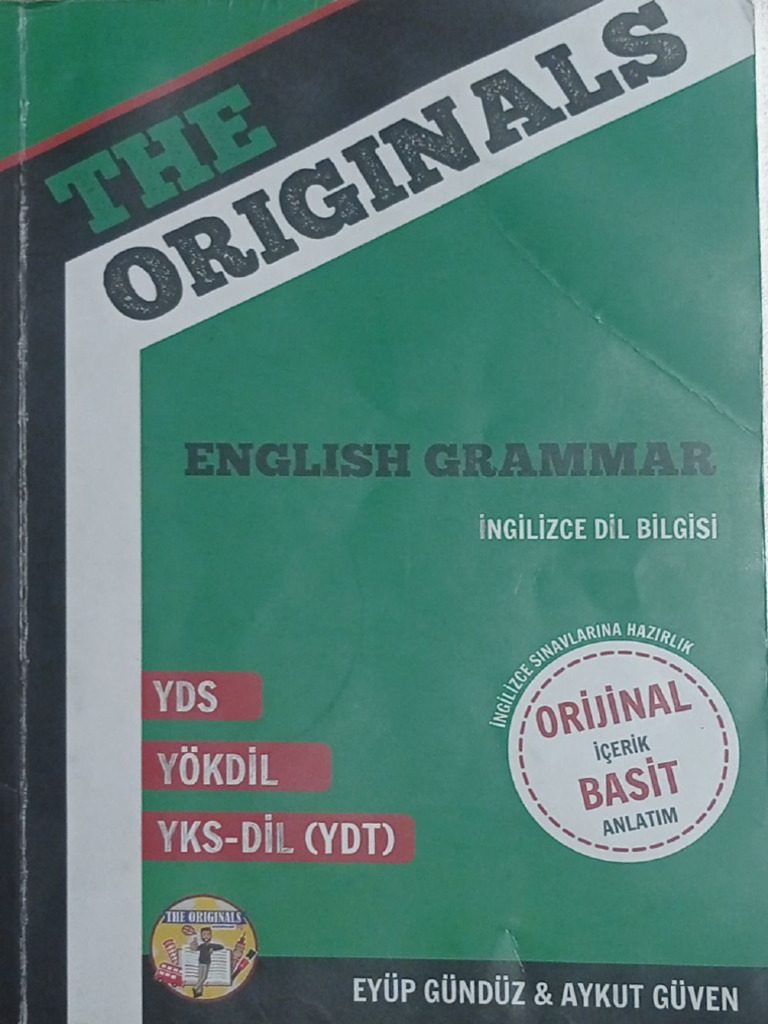 THE
ORIGINALS
ENGLISH GRAMMAR
İNGİLİZCE DİL BİLGİSİ
İNGİLİZCE SINAVLARINA HAZIRLIK
ORİJİNAL
İÇERİK
BASİT
ANLATIM
YDS
YÖKDİL
YKS-DİL (YDT)
THE ORIGINALS
EYÜP GÜNDÜZ & AYKUT GÜVEN